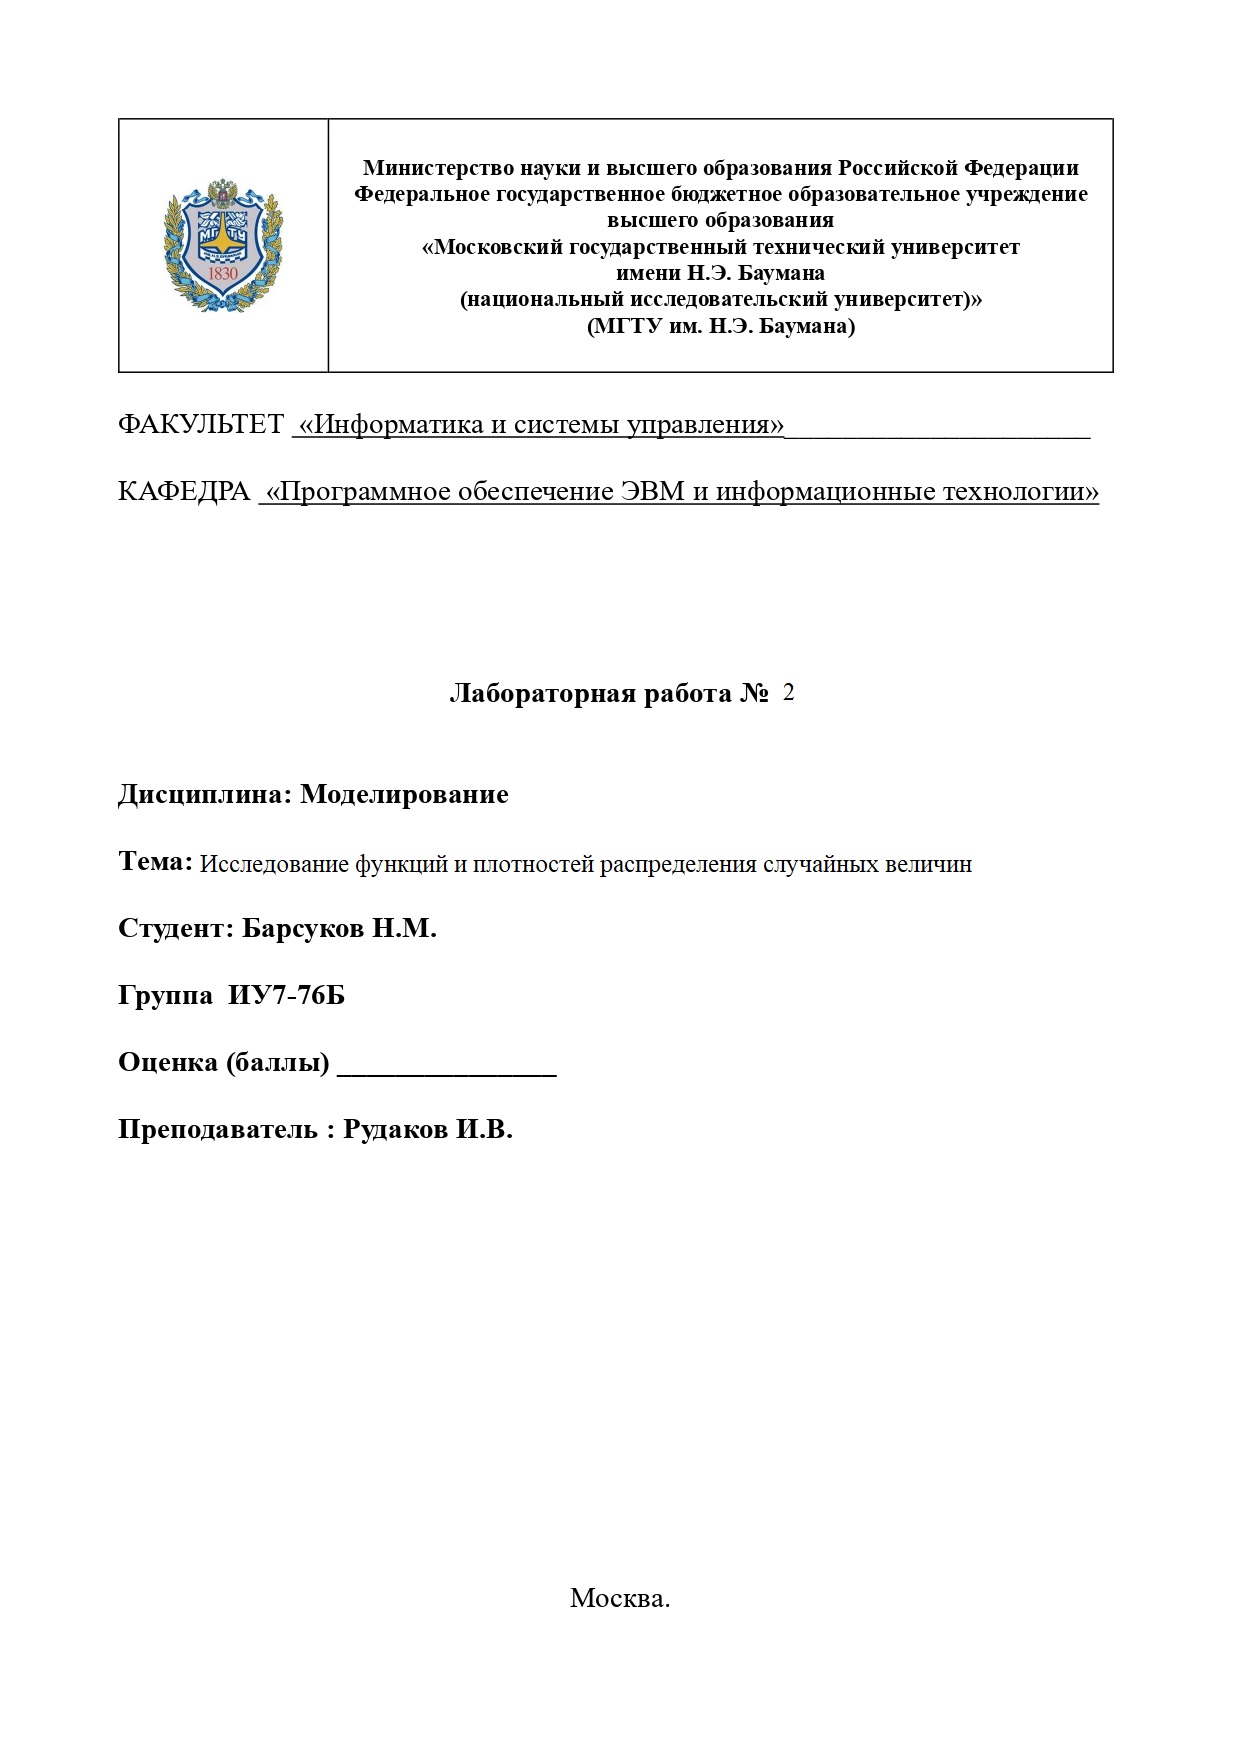 Министерство науки и высшего образования Российской Федерации
Федеральное государственное бюджетное образовательное учреждение
высшего образования
«Московский государственный технический университет
имени Н.Э. Баумана
(национальный исследовательский университет)»
(МГТУ им. Н.Э. Баумана)
МГТУ
1830
ФАКУЛЬТЕТ «Информатика и системы управления»_____________________
КАФЕДРА «Программное обеспечение ЭВМ и информационные технологии»
Лабораторная работа № 2
Дисциплина: Моделирование
Тема: Исследование функций и плотностей распределения случайных величин
Студент: Барсуков Н.М.
Группа ИУ7-76Б
Оценка (баллы) _______________
Преподаватель : Рудаков И.В.
Москва.